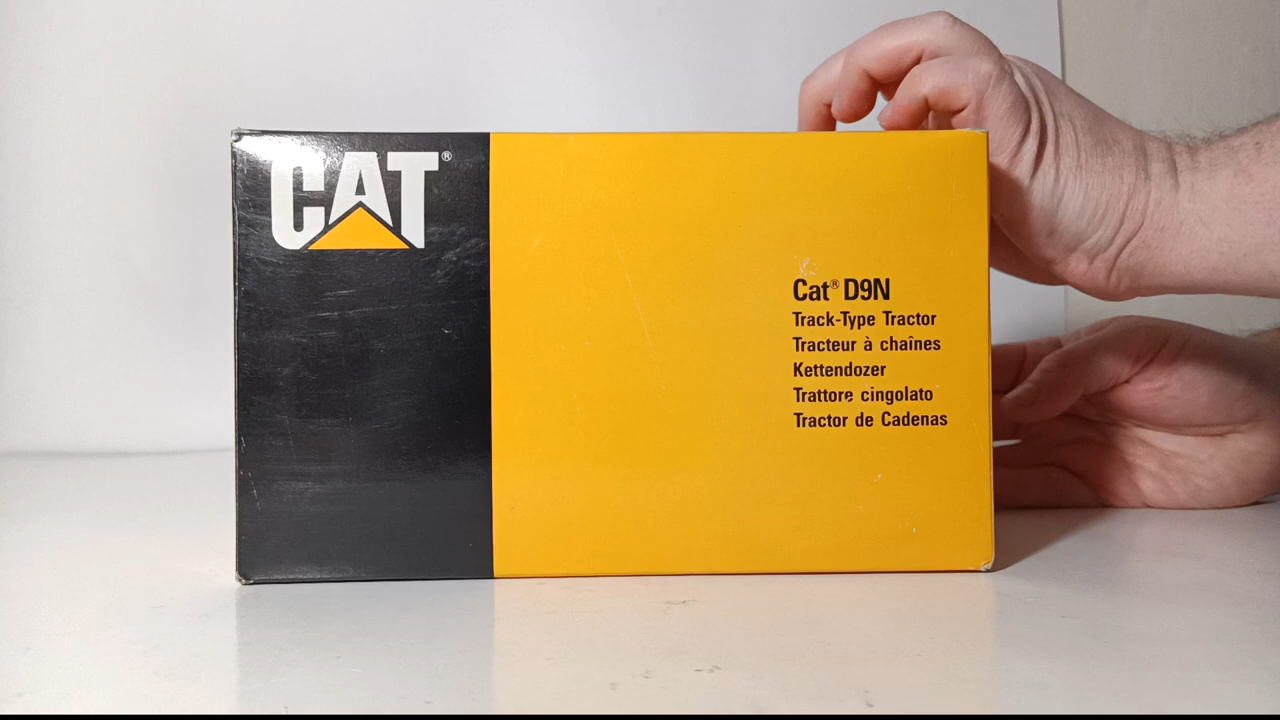 CAT®
Cat® D9N
Track-Type Tractor
Tracteur à chaînes
Kettendozer
Trattore cingolato
Tractor de Cadenas